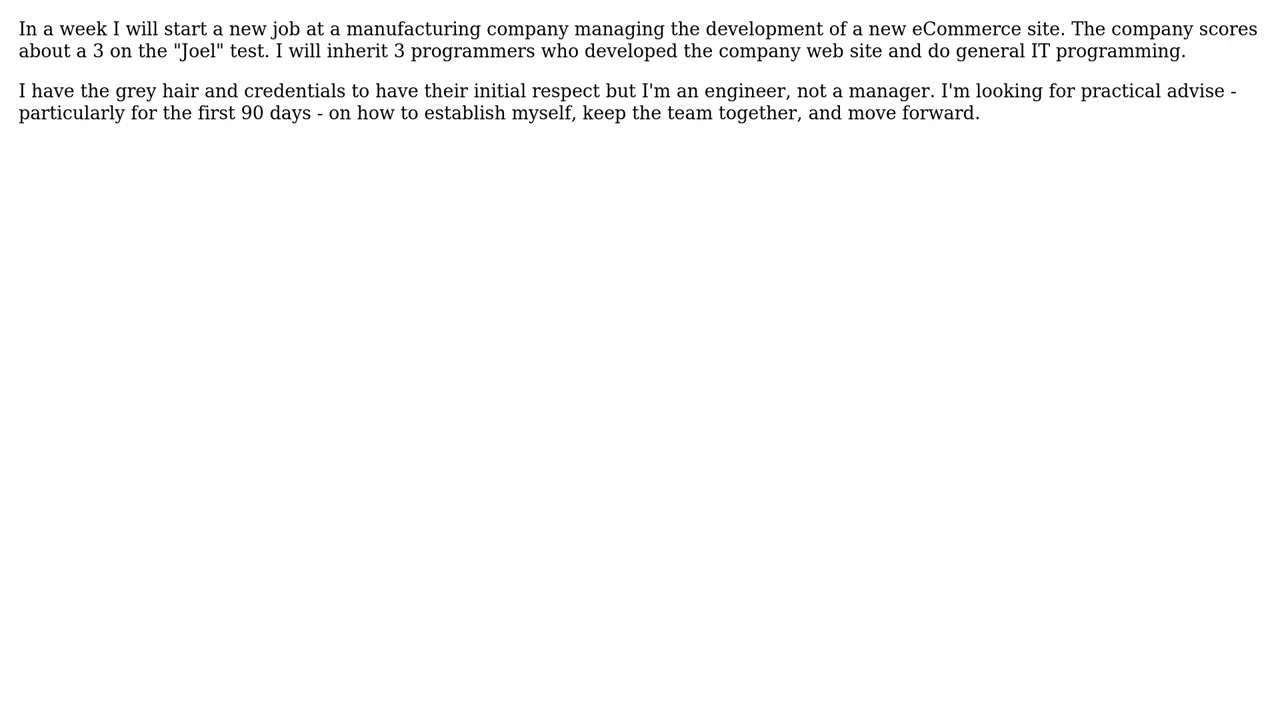 In a week I will start a new job at a manufacturing company managing the development of a new eCommerce site. The company scores
about a 3 on the "Joel" test. I will inherit 3 programmers who developed the company web site and do general IT programming.
I have the grey hair and credentials to have their initial respect but I'm an engineer, not a manager. I'm looking for practical advise -
particularly for the first 90 days - on how to establish myself, keep the team together, and move forward.